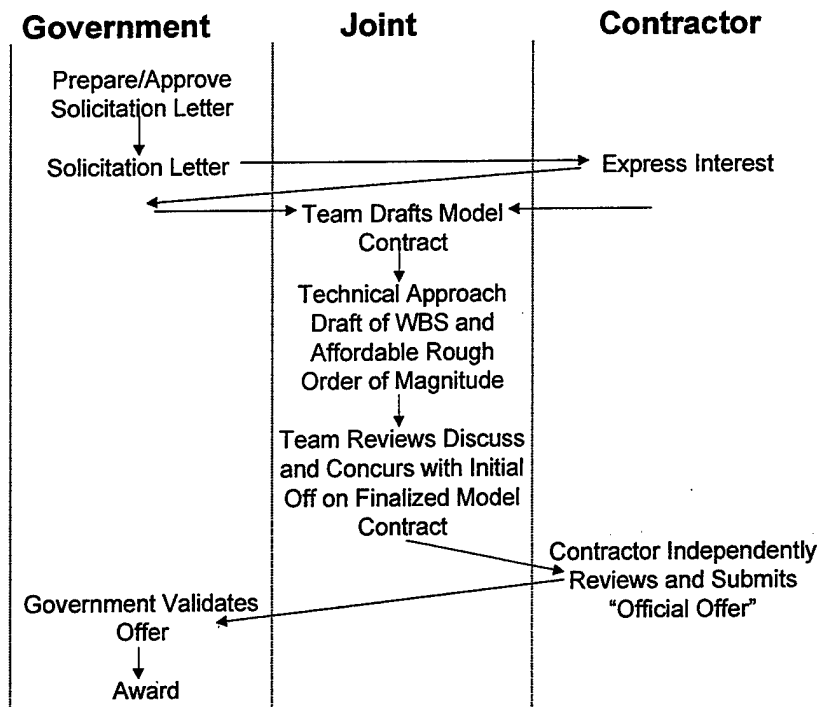 Government
Joint
Contractor
Prepare/Approve
Solicitation Letter
Solicitation Letter
Express Interest
Team Drafts Model
Contract
Technical Approach
Draft of WBS and
Affordable Rough
Order of Magnitude
Team Reviews Discuss
and Concurs with Initial
Off on Finalized Model
Contract
Contractor Independently
Reviews and Submits
“Official Offer”
Government Validates
Offer
Award